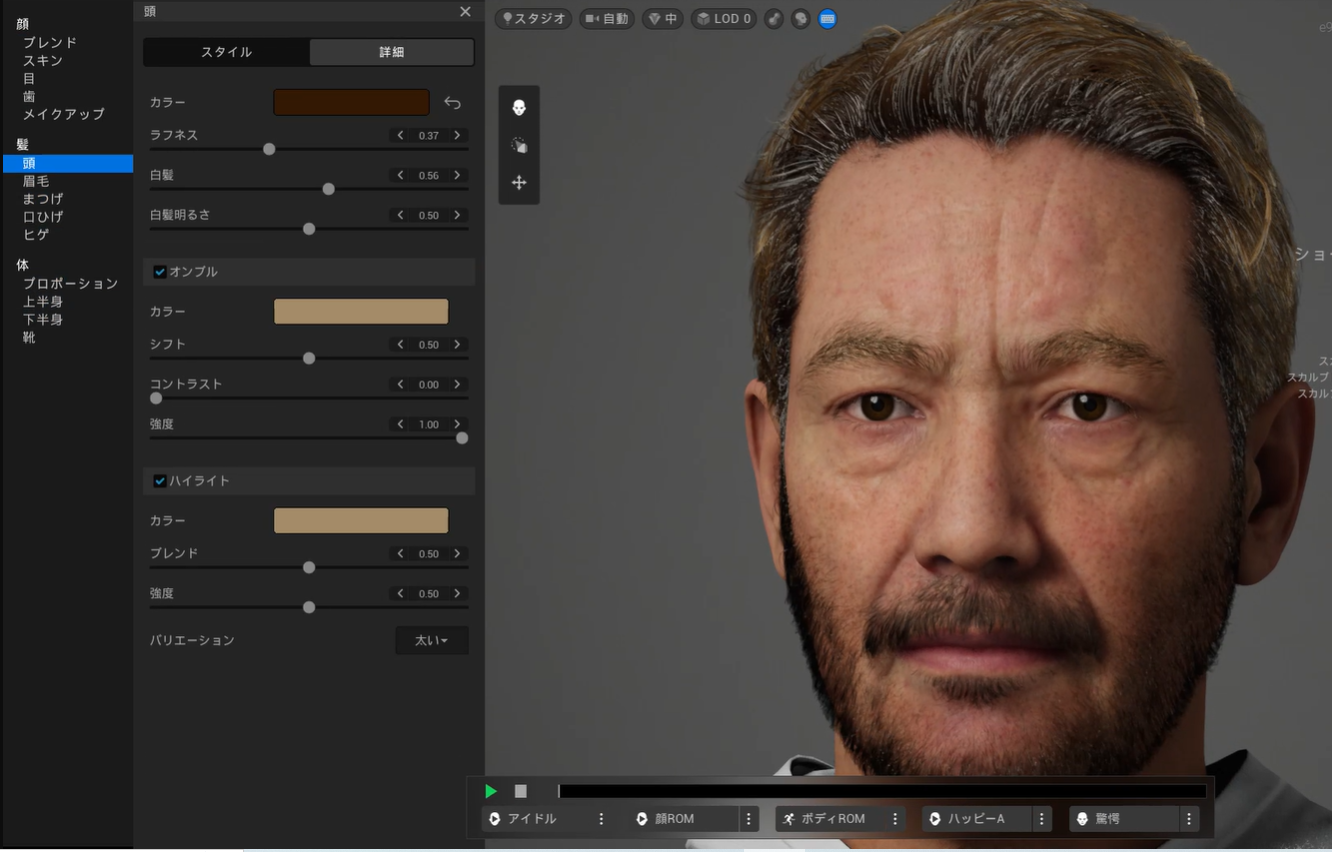 顔
ブレンド
スキン
目
歯
メイクアップ
髪
頭
眉毛
まつげ
口ひげ
ヒゲ
体
プロポーション
上半身
下半身
靴
頭
スタイル
詳細
カラー
ラフネス
0.37
白髪
0.56
白髪明るさ
0.50
オンブル
カラー
シフト
0.50
コントラスト
0.00
強度
1.00
ハイライト
カラー
ブレンド
0.50
強度
0.50
バリエーション
太い
スタジオ
自動
中
LOD 0
e9
ショ
スカ
スカルプ
スカル
アイドル
顔ROM
ボディROM
ハッピーA
驚愕